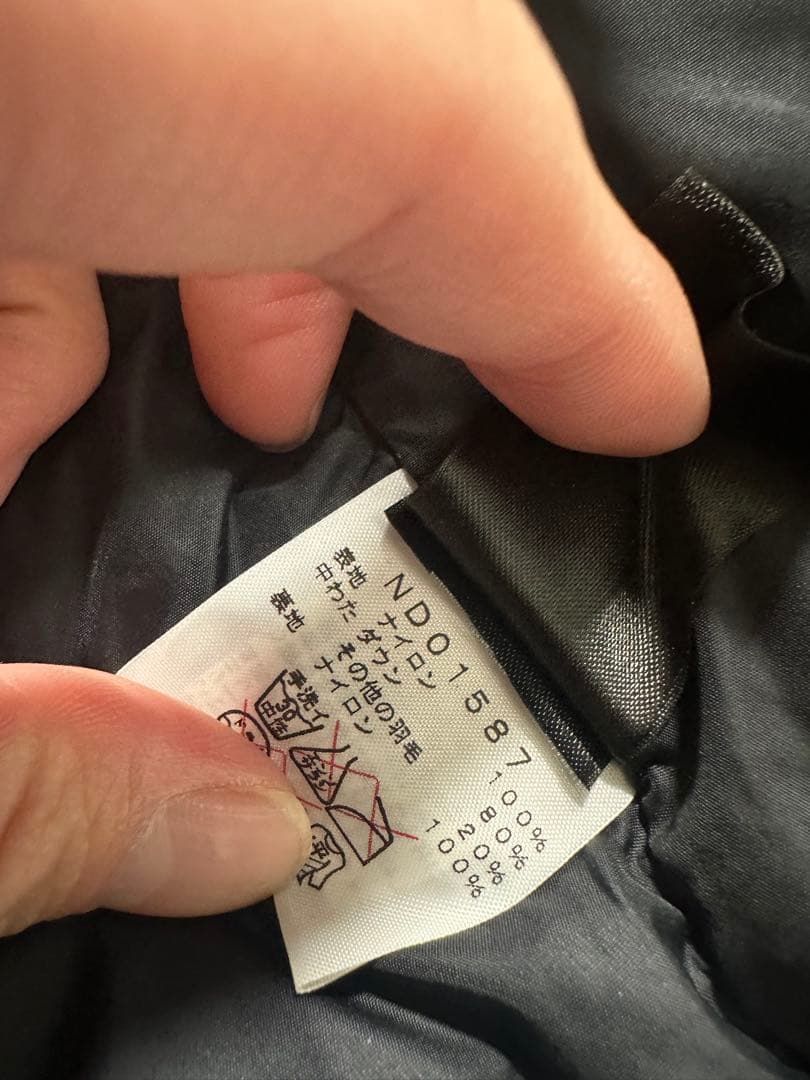 ND01587
表地 ナイロン 100%
中わた ダウン 80%
その他の羽毛 20%
裏地 ナイロン 100%
手洗イ
30
中性
平